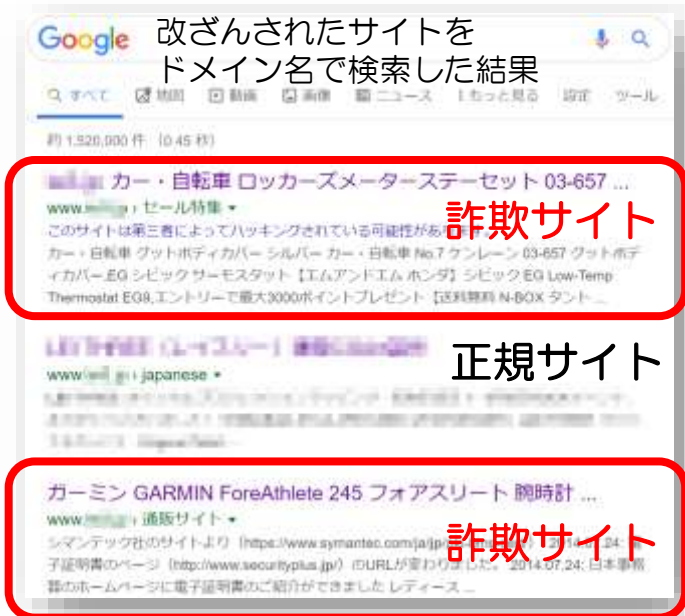 Google
改ざんされたサイトを
ドメイン名で検索した結果
すべて 地図 動画 画像 ニュース もっと見る 設定 ツール
約 1,520,000 件 (0.45 秒)
カー・自転車 ロッカーズメーターステーセット 03-657 ...
www. › セール特集
このサイトは第三者によってハッキングされている可能性があります。
詐欺サイト
カー・自転車 グットボディカバー シルバー カー・自転車 No.7 ケンレーン 03-657 グットボデ
ィカバー EG シビック サーモスタット【エムアンドエム ホンダ】シビック EG Low-Temp
Thermostat EG9,エントリーで最大3000ポイントプレゼント【送料無料 N-BOX タント ...
正規サイト
www. › japanese
ガーミン GARMIN ForeAthlete 245 フォアスリート 腕時計 ...
www. › 通販サイト
詐欺サイト
シマンテック社のサイトより (https://www.symantec.com/ja/jp/ 2014.07.24: 電
子証明書のページ (http://www.securityplus.jp/) のURLが変わりました。 2014.07.24: 日本事務
器のホームページに電子証明書のご紹介ができました レディース ...